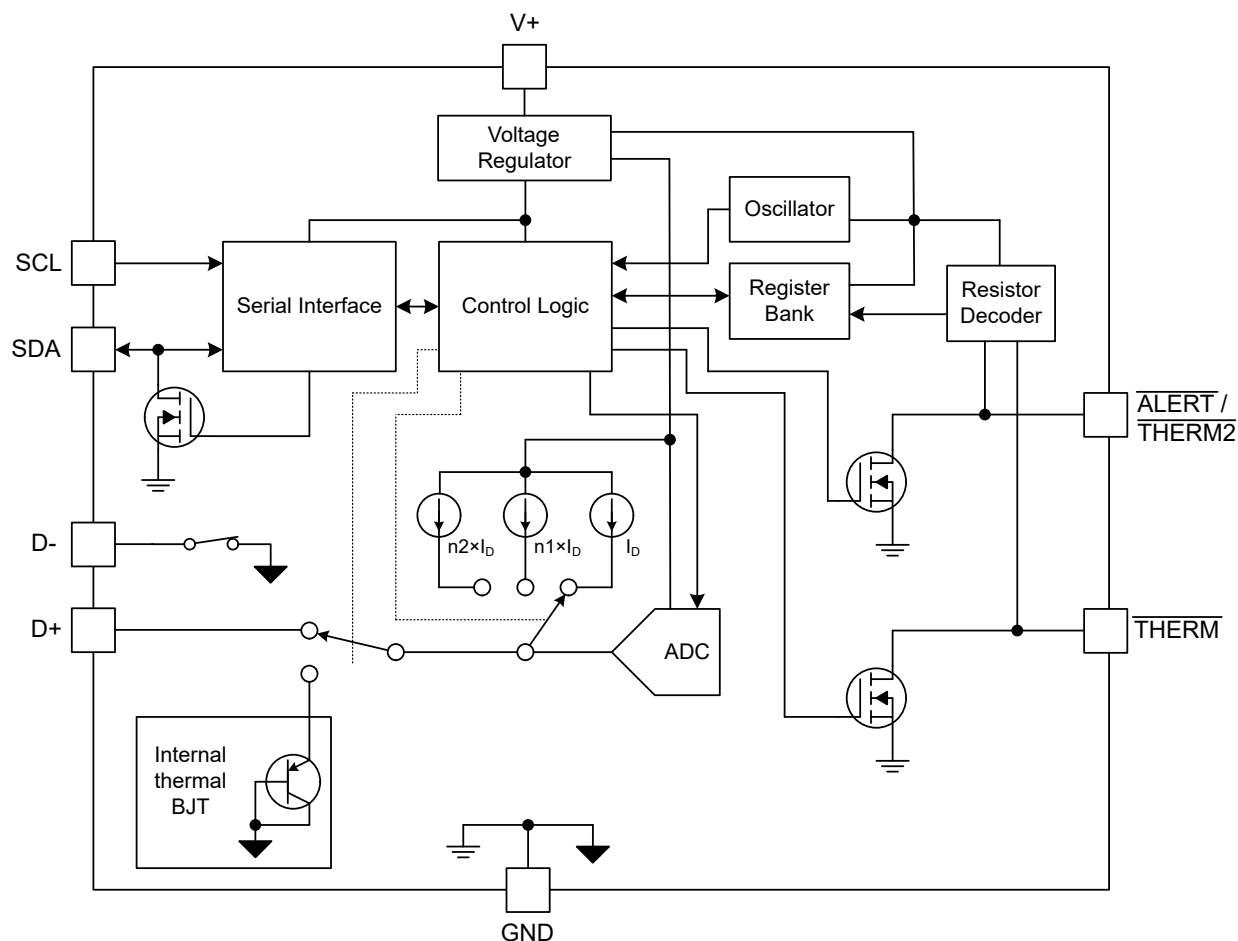 V+
Voltage
Regulator
Oscillator
SCL
Serial Interface
Control Logic
Register
Bank
Resistor
Decoder
SDA
ALERT /
THERM2
D-
n2×ID
n1×ID
ID
D+
ADC
THERM
Internal
thermal
BJT
GND